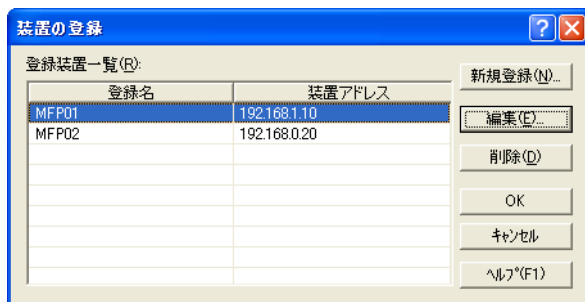 装置の登録
登録装置一覧(R):
登録名 装置アドレス
MFP01 192.168.1.10
MFP02 192.168.0.20
新規登録(N)...
編集(E)...
削除(D)
OK
キャンセル
ヘルプ(F1)